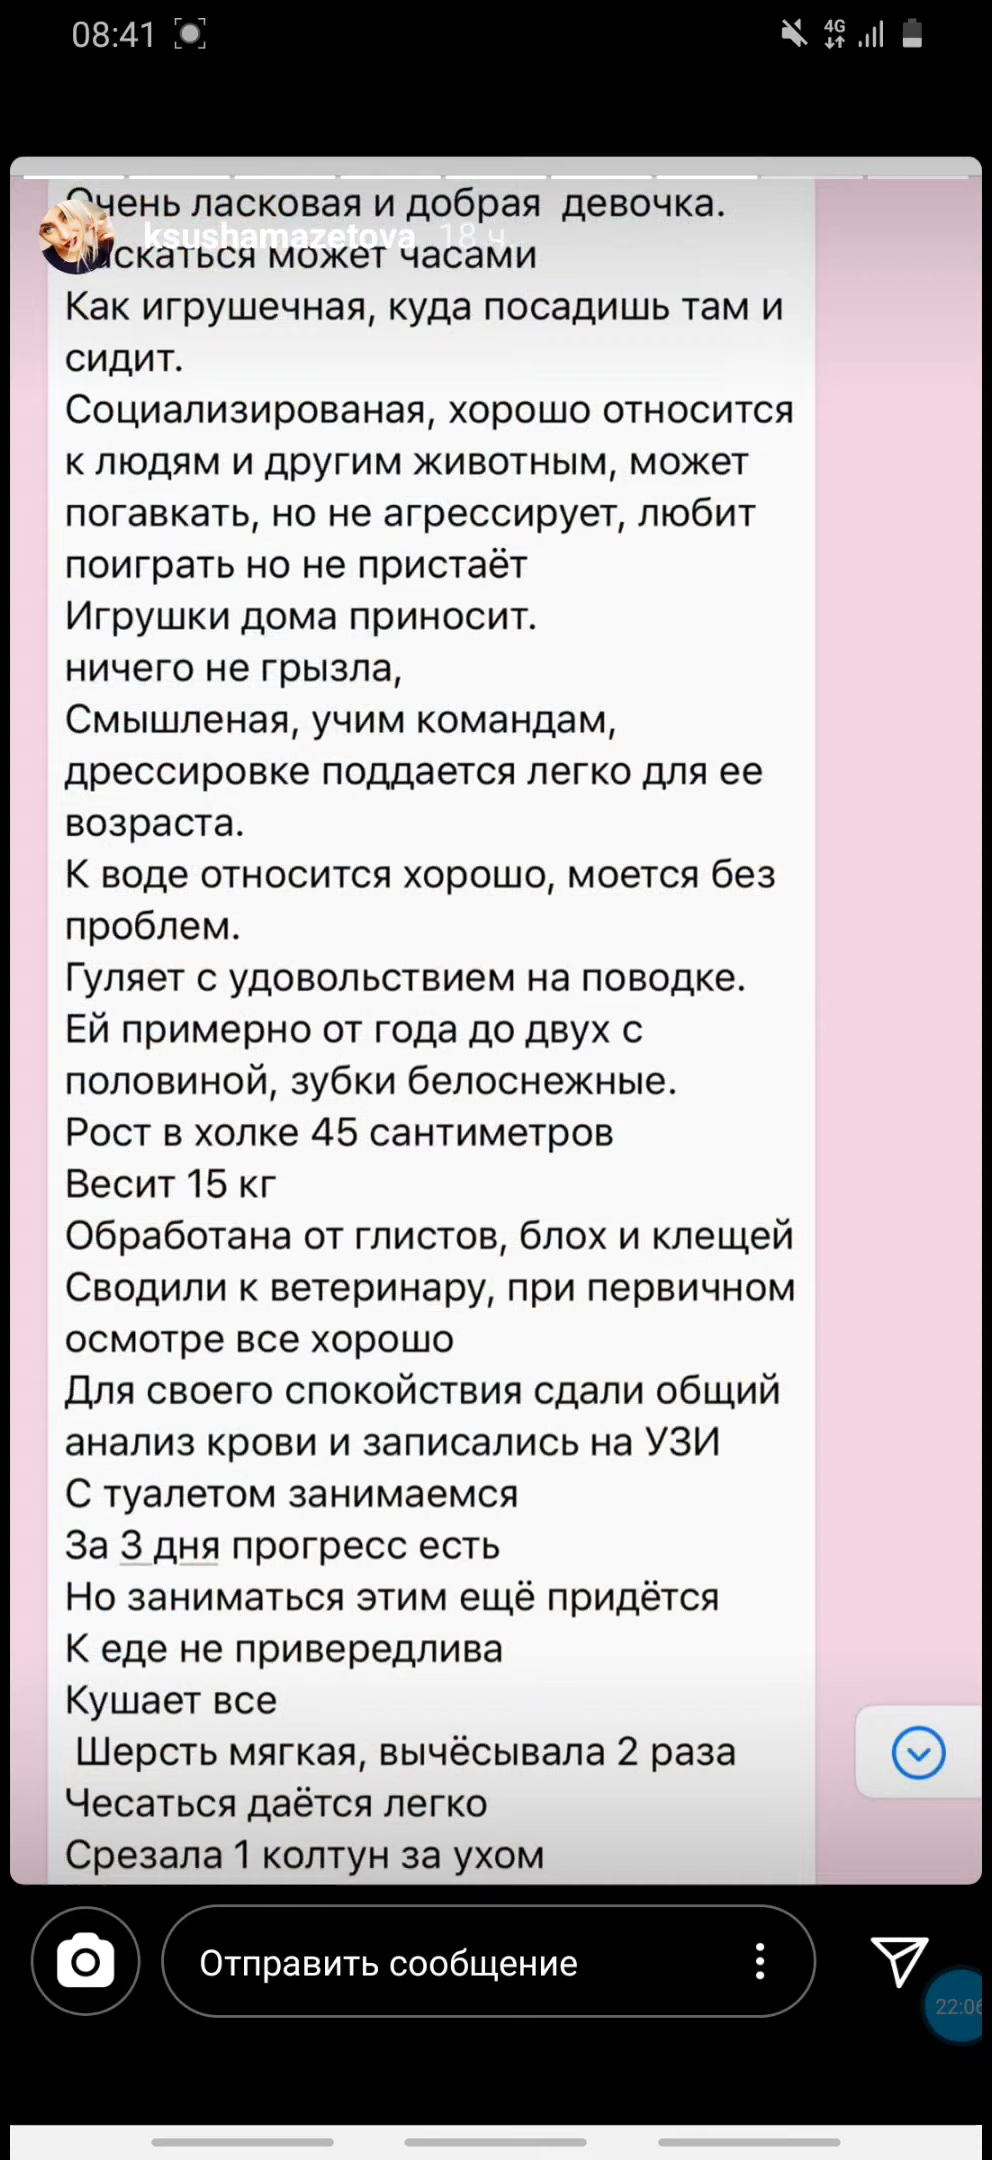 08:41
4G
Очень ласковая и добрая девочка.
ksushamazetova 18 ч.
скаться может часами
Как игрушечная, куда посадишь там и
сидит.
Социализированая, хорошо относится
к людям и другим животным, может
погавкать, но не агрессирует, любит
поиграть но не пристаёт
Игрушки дома приносит.
ничего не грызла,
Смышленая, учим командам,
дрессировке поддается легко для ее
возраста.
К воде относится хорошо, моется без
проблем.
Гуляет с удовольствием на поводке.
Ей примерно от года до двух с
половиной, зубки белоснежные.
Рост в холке 45 сантиметров
Весит 15 кг
Обработана от глистов, блох и клещей
Сводили к ветеринару, при первичном
осмотре все хорошо
Для своего спокойствия сдали общий
анализ крови и записались на УЗИ
С туалетом занимаемся
За 3 дня прогресс есть
Но заниматься этим ещё придётся
К еде не привередлива
Кушает все
Шерсть мягкая, вычёсывала 2 раза
Чесаться даётся легко
Срезала 1 колтун за ухом
Отправить сообщение
22:06